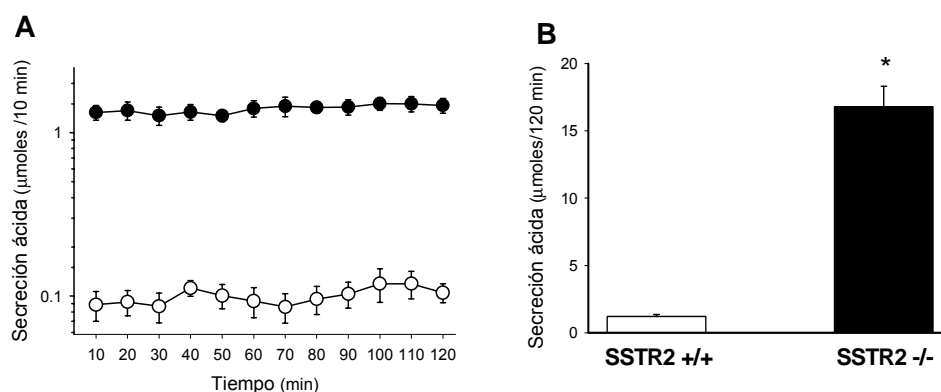 A
Secreción ácida (μmoles /10 min)
1
0.1
10 20 30 40 50 60 70 80 90 100 110 120
Tiempo (min)
B
Secreción ácida (μmoles/120 min)
20
15
10
5
0
*
SSTR2 +/+ SSTR2 -/-